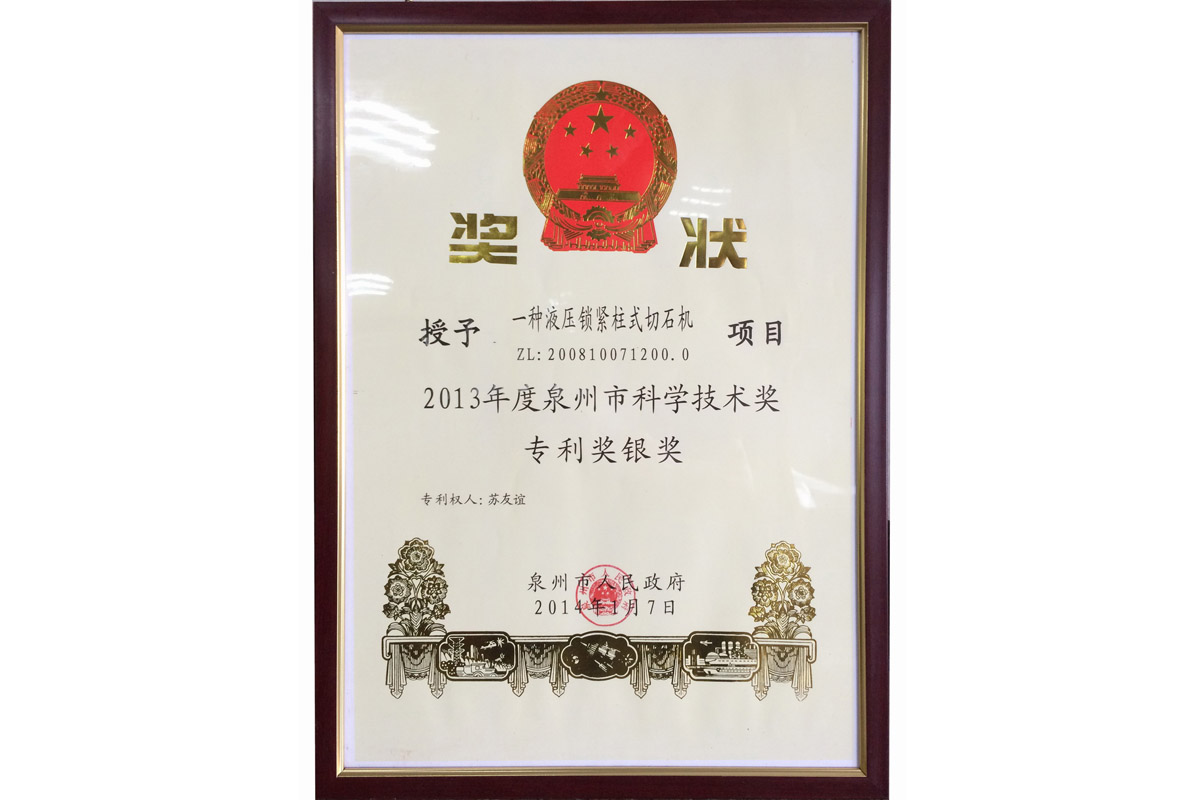 奖 状
授予 一种液压锁紧柱式切石机 项目
ZL:200810071200.0
2013年度泉州市科学技术奖
专利奖银奖
专利权人:苏友谊
泉州市人民政府
2014年1月7日